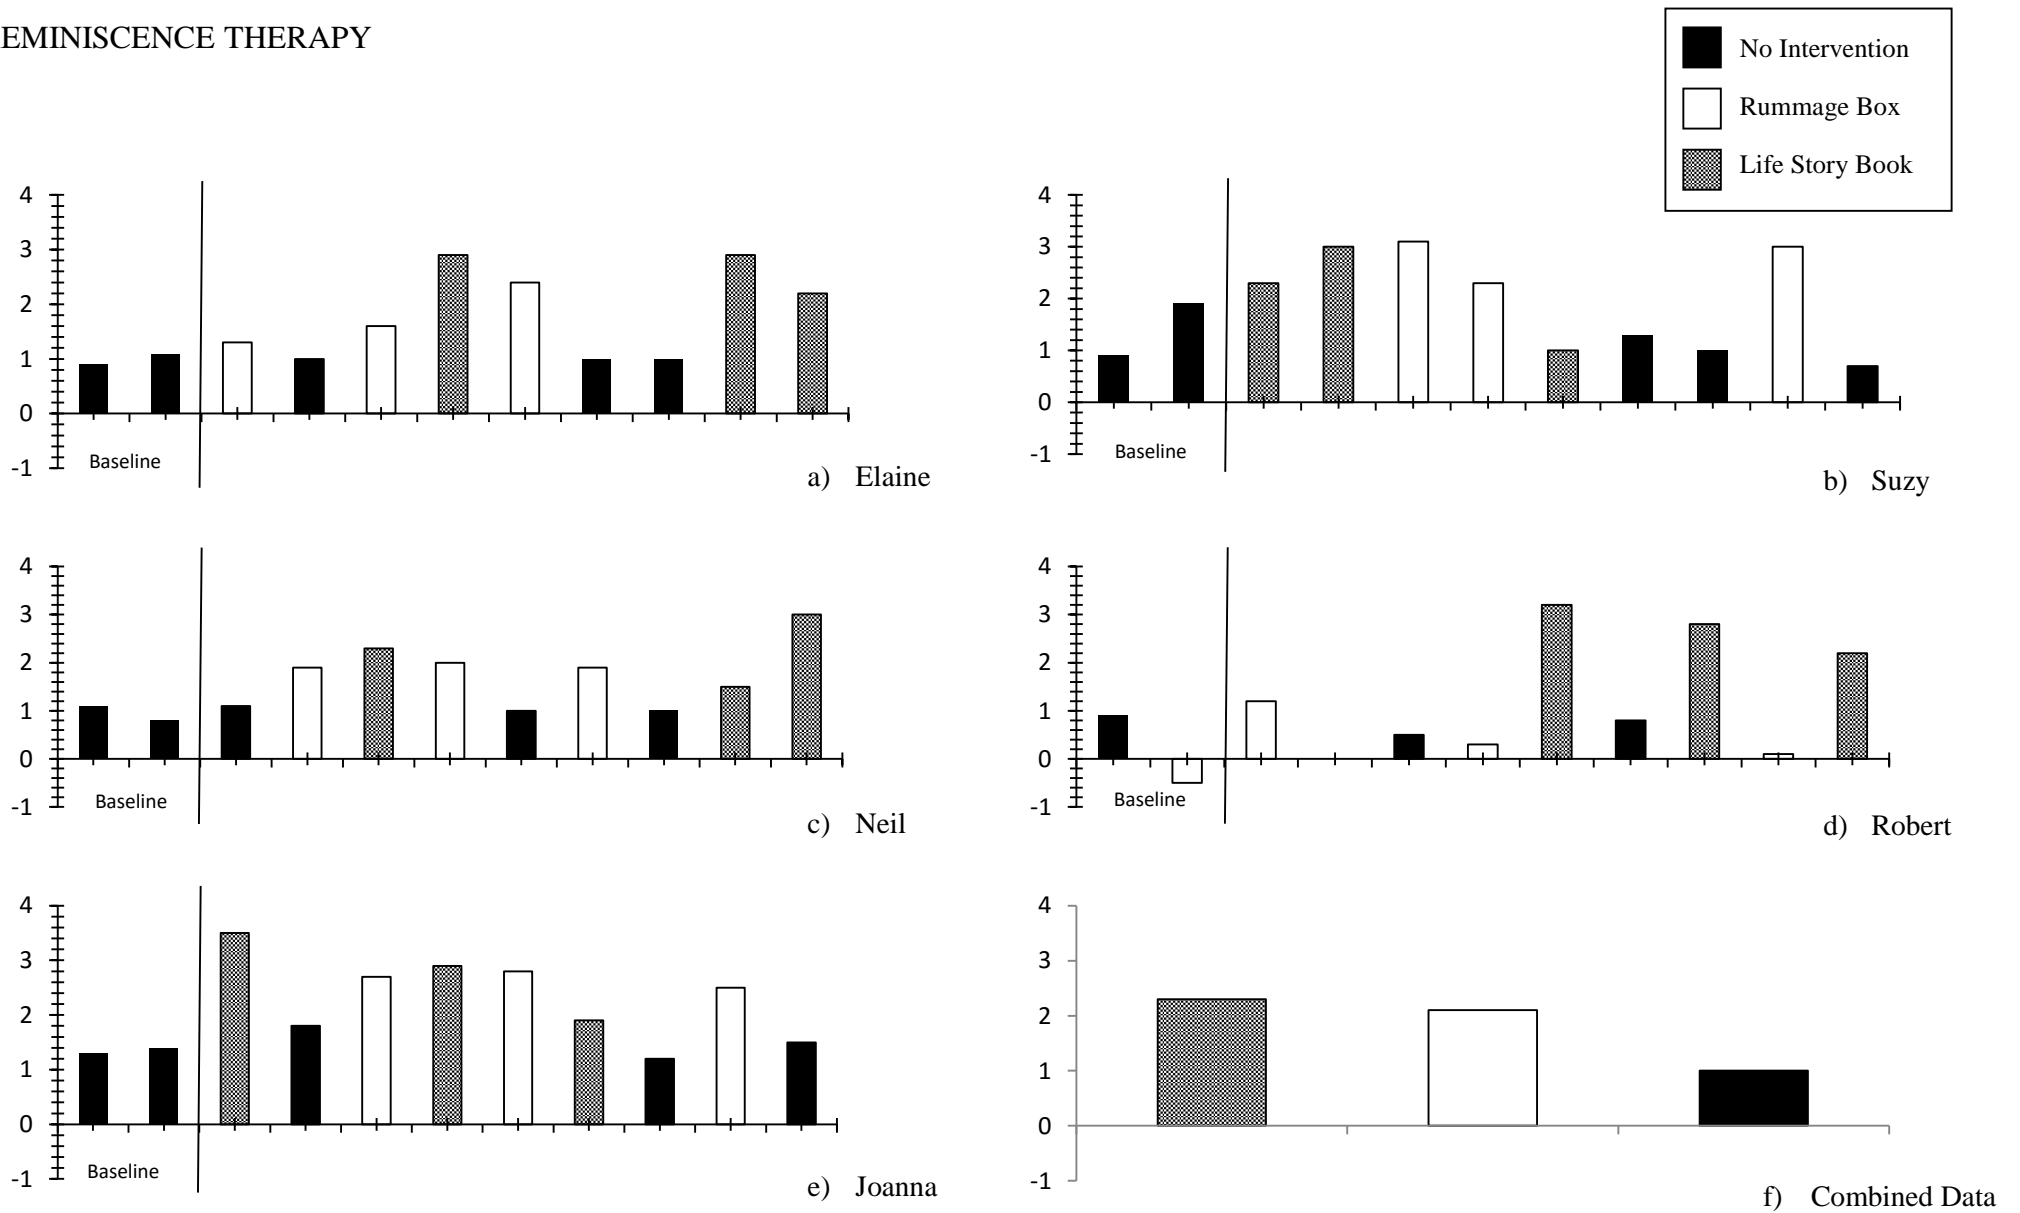 EMINISCENCE THERAPY
No Intervention
Rummage Box
Life Story Book
4
3
2
1
0
-1
Baseline
a) Elaine
4
3
2
1
0
-1
Baseline
b) Suzy
4
3
2
1
0
-1
Baseline
c) Neil
4
3
2
1
0
-1
Baseline
d) Robert
4
3
2
1
0
-1
Baseline
e) Joanna
4
3
2
1
0
-1
f) Combined Data